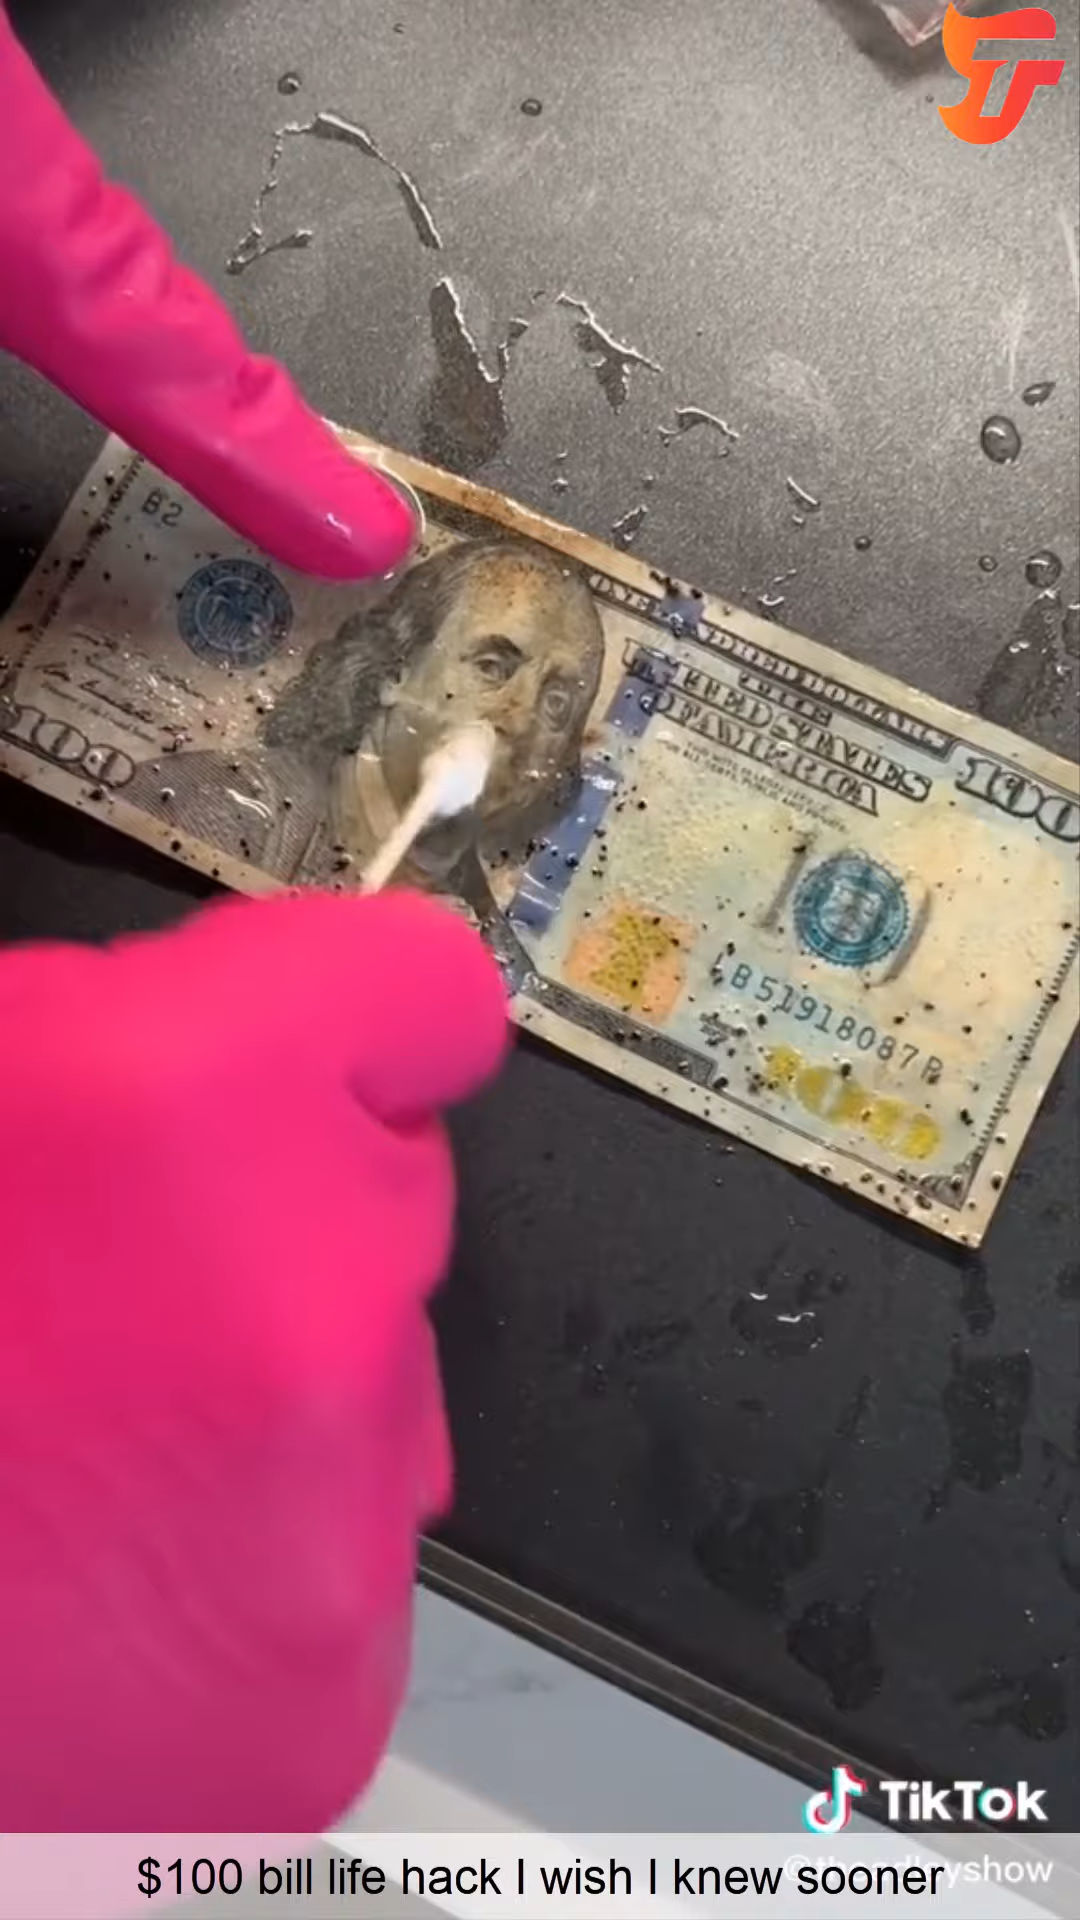 B2
100
ONE HUNDRED DOLLARS
THE
UNITED STATES
OF AMERICA
100
LB51918087R
TikTok
$100 bill life hack I wish I knew sooner